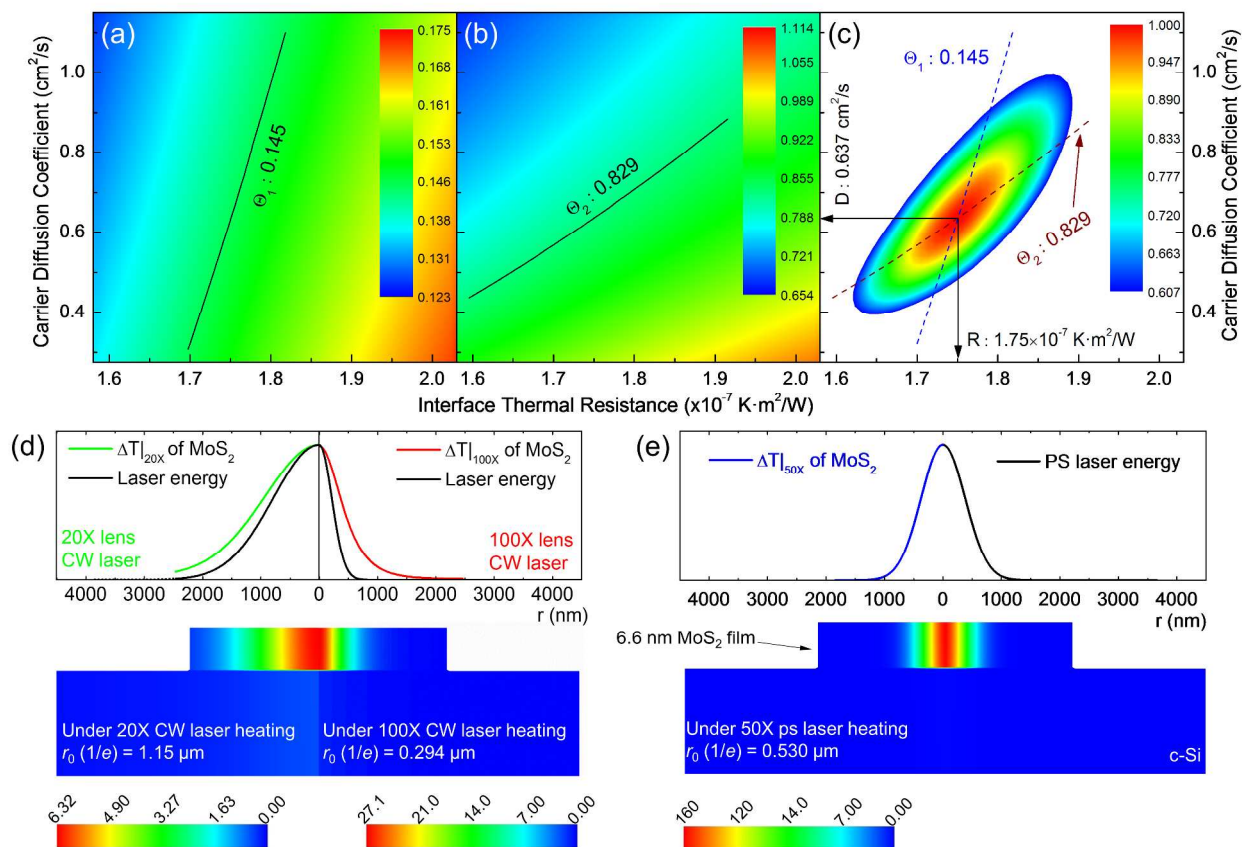 (a)
Θ₁ : 0.145
0.175
0.168
0.161
0.153
0.145
0.138
0.130
0.123
Carrier Diffusion Coefficient (cm²/s)
1.0
0.8
0.6
0.4
1.6
1.7
1.8
1.9
2.0
(b)
Θ₂ : 0.829
1.114
1.055
0.989
0.922
0.855
0.788
0.721
0.654
1.6
1.7
1.8
1.9
2.0
Interface Thermal Resistance (x10⁻⁷ K·m²/W)
(c)
Θ₁ : 0.145
Θ₂ : 0.829
D : 0.637 cm²/s
R : 1.75×10⁻⁷ K·m²/W
1.000
0.947
0.890
0.833
0.777
0.720
0.663
0.607
1.0
0.8
0.6
0.4
Carrier Diffusion Coefficient (cm²/s)
1.7
1.8
1.9
2.0
(d)
ΔT|20X of MoS₂
Laser energy
ΔT|100X of MoS₂
Laser energy
20X lens
CW laser
100X lens
CW laser
4000 3000 2000 1000 0 1000 2000 3000 4000
r (nm)
Under 20X CW laser heating
r₀ (1/e) = 1.15 μm
Under 100X CW laser heating
r₀ (1/e) = 0.294 μm
6.32 4.90 3.27 1.63 0.00
27.1 21.0 14.0 7.00 0.00
(e)
ΔT|50X of MoS₂
PS laser energy
4000 3000 2000 1000 0 1000 2000 3000 4000
r (nm)
6.6 nm MoS₂ film
Under 50X ps laser heating
r₀ (1/e) = 0.530 μm
c-Si
160 120 14.0 7.00 0.00